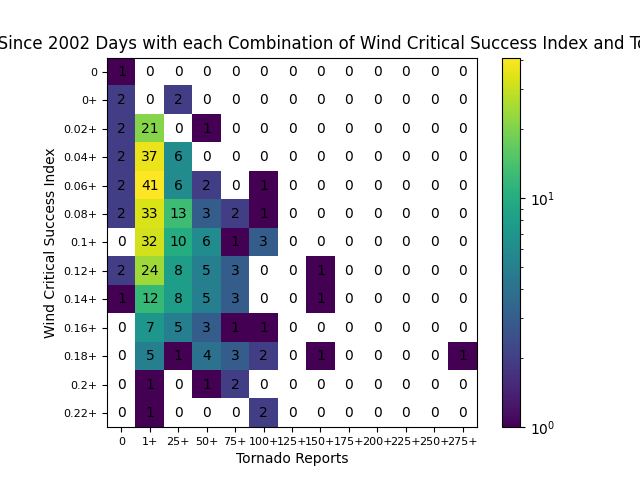 Since 2002 Days with each Combination of Wind Critical Success Index and
Wind Critical Success Index
0 1 0 0 0 0 0 0 0 0 0 0 0 0
0+ 2 0 2 0 0 0 0 0 0 0 0 0 0
0.02+ 2 21 0 1 0 0 0 0 0 0 0 0 0
0.04+ 2 37 6 0 0 0 0 0 0 0 0 0 0
0.06+ 2 41 6 2 0 1 0 0 0 0 0 0 0
0.08+ 2 33 13 3 2 1 0 0 0 0 0 0 0
0.1+ 0 32 10 6 1 3 0 0 0 0 0 0 0
0.12+ 2 24 8 5 3 0 0 1 0 0 0 0 0
0.14+ 1 12 8 5 3 0 0 1 0 0 0 0 0
0.16+ 0 7 5 3 1 1 0 0 0 0 0 0 0
0.18+ 0 5 1 4 3 2 0 1 0 0 0 0 1
0.2+ 0 1 0 1 2 0 0 0 0 0 0 0 0
0.22+ 0 1 0 0 0 2 0 0 0 0 0 0 0
0 1+ 25+ 50+ 75+ 100+ 125+ 150+ 175+ 200+ 225+ 250+ 275+
Tornado Reports
10¹
10⁰